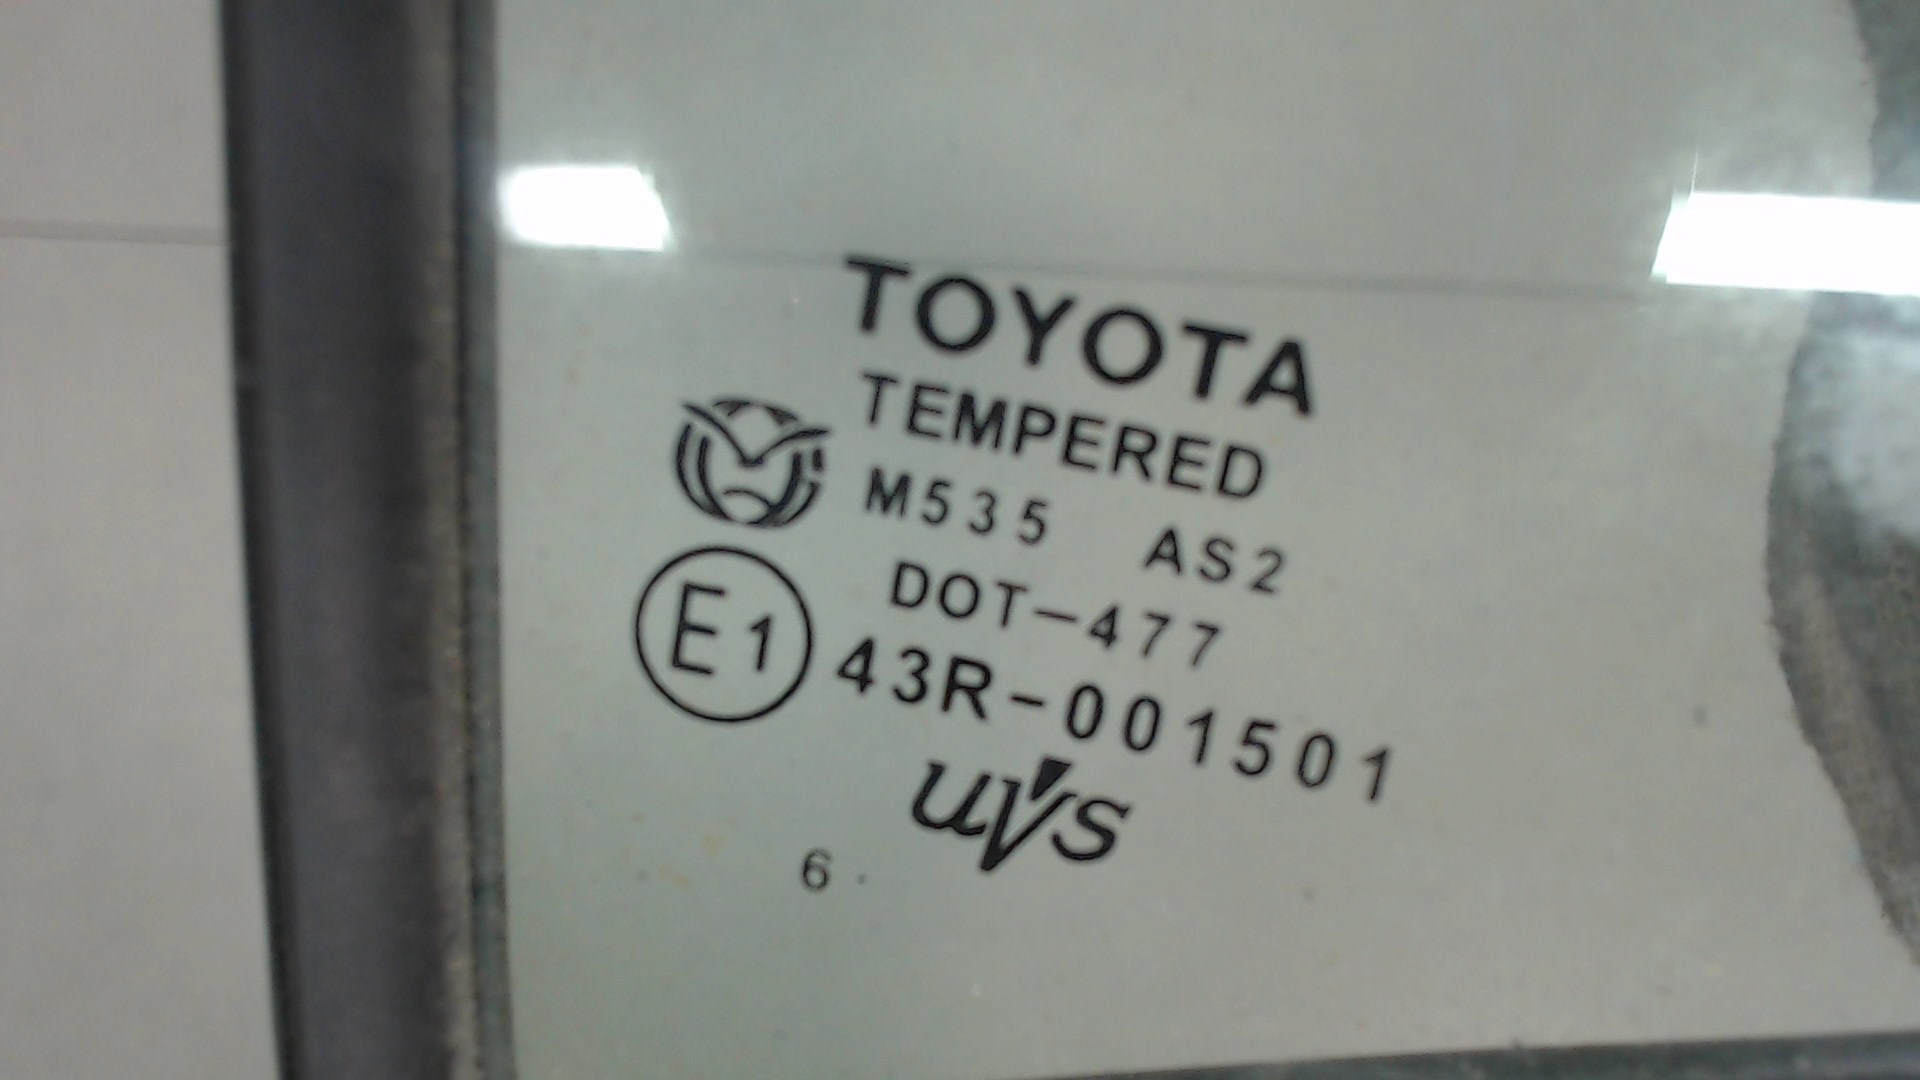 TOYOTA
TEMPERED
M535 AS2
DOT-477
E1 43R-001501
uvs
6 .